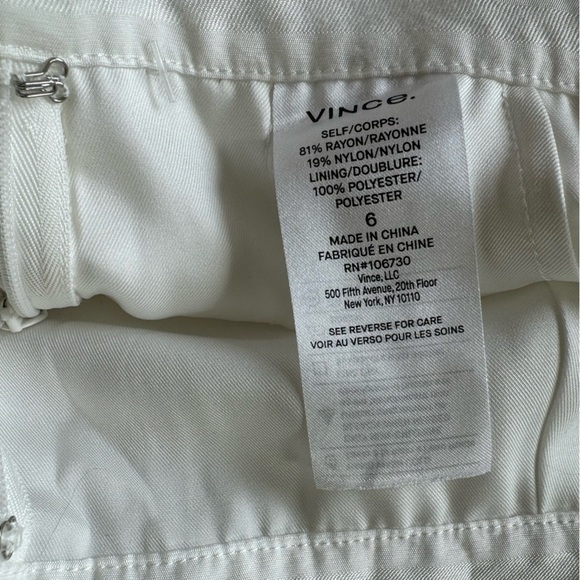 VINCE.
SELF/CORPS:
81% RAYON/RAYONNE
19% NYLON/NYLON
LINING/DOUBLURE:
100% POLYESTER/
POLYESTER
6
MADE IN CHINA
FABRIQUÉ EN CHINE
RN#106730
Vince, LLC
500 Fifth Avenue, 20th Floor
New York, NY 10110
SEE REVERSE FOR CARE
VOIR AU VERSO POUR LES SOINS